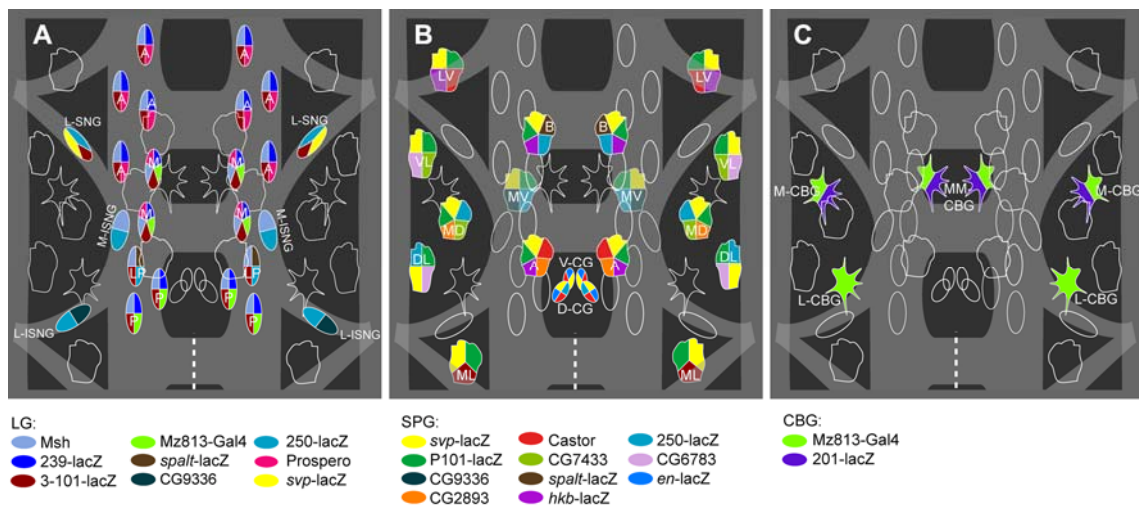 A
A A
A A
A A
L-SNG L-SNG
M M
A A
M-ISNG M M M-ISNG
LP LP
P P
P P
L-ISNG L-ISNG
LG:
Msh Mz813-Gal4 250-lacZ
239-lacZ spalt-lacZ Prospero
3-101-lacZ CG9336 svp-lacZ
B
LV LV
B B
VL VL
MV MV
MD MD
DL A A DL
V-CG
D-CG
ML ML
SPG:
svp-lacZ Castor 250-lacZ
P101-lacZ CG7433 CG6783
CG9336 spalt-lacZ en-lacZ
CG2893 hkb-lacZ
C
M-CBG MM M-CBG
CBG
L-CBG L-CBG
CBG:
Mz813-Gal4
201-lacZ